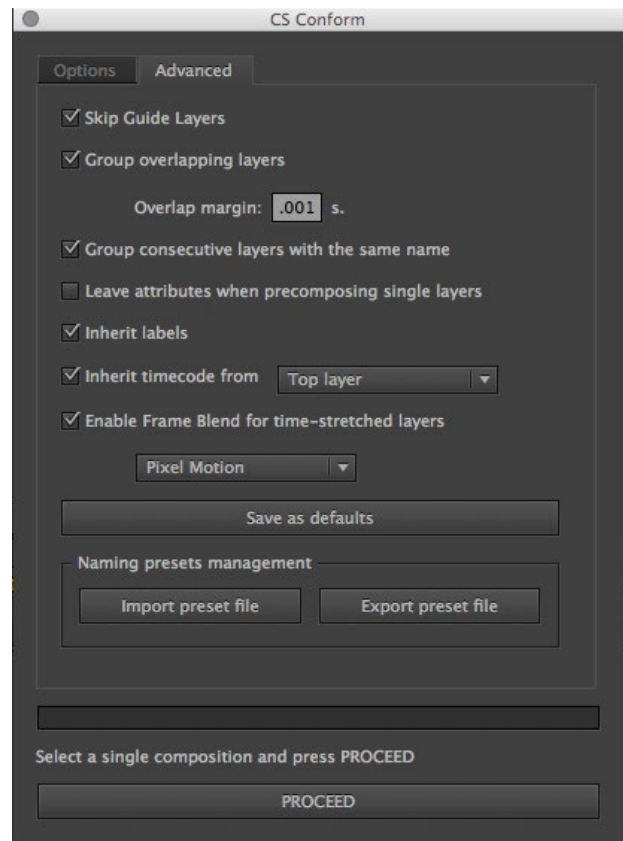 CS Conform
Options Advanced
Skip Guide Layers
Group overlapping layers
Overlap margin: .001 s.
Group consecutive layers with the same name
Leave attributes when precomposing single layers
Inherit labels
Inherit timecode from Top layer
Enable Frame Blend for time-stretched layers
Pixel Motion
Save as defaults
Naming presets management
Import preset file Export preset file
Select a single composition and press PROCEED
PROCEED